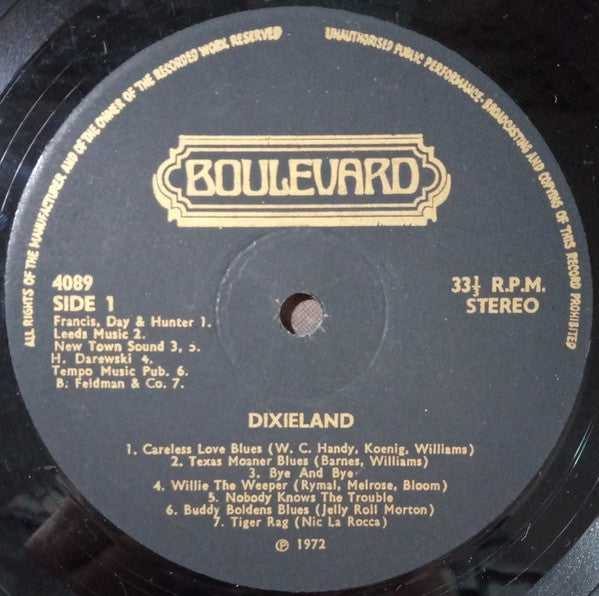 ALL RIGHTS OF THE MANUFACTURER AND OF THE OWNER OF THE RECORDED WORK RESERVED
UNAUTHORISED PUBLIC PERFORMANCE·BROADCASTING AND COPYING OF THIS RECORD PROHIBITED
BOULEVARD
4089
SIDE 1
33⅓ R.P.M.
STEREO
Francis, Day & Hunter 1.
Leeds Music 2.
New Town Sound 3, 5.
H. Darewski 4.
Tempo Music Pub. 6.
B. Feldman & Co. 7.
DIXIELAND
1. Careless Love Blues (W. C. Handy, Koenig, Williams)
2. Texas Moaner Blues (Barnes, Williams)
3. Bye And Bye
4. Willie The Weeper (Rymal, Melrose, Bloom)
5. Nobody Knows The Trouble
6. Buddy Boldens Blues (Jelly Roll Morton)
7. Tiger Rag (Nic La Rocca)
℗ 1972